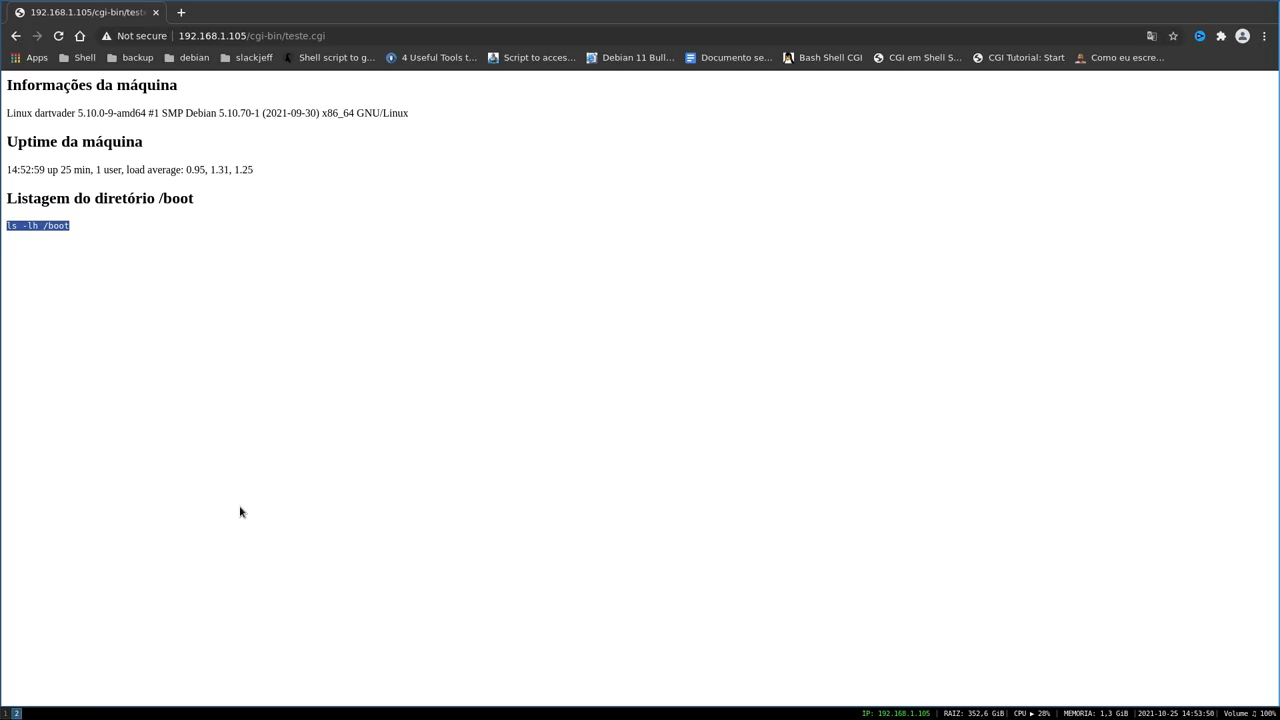 192.168.1.105/cgi-bin/test
Not secure 192.168.1.105/cgi-bin/teste.cgi
Apps Shell backup debian slackjeff Shell script to g... 4 Useful Tools t... Script to acces... Debian 11 Bull... Documento se... Bash Shell CGI CGI em Shell S... CGI Tutorial: Start Como eu escre...
Informações da máquina
Linux dartvader 5.10.0-9-amd64 #1 SMP Debian 5.10.70-1 (2021-09-30) x86_64 GNU/Linux
Uptime da máquina
14:52:59 up 25 min, 1 user, load average: 0.95, 1.31, 1.25
Listagem do diretório /boot
ls -lh /boot
1 2 IP: 192.168.1.105 | RAIZ: 352,6 GiB | CPU ▶ 28% | MEMORIA: 1,3 GiB | 2021-10-25 14:53:50 | Volume ♫ 100%